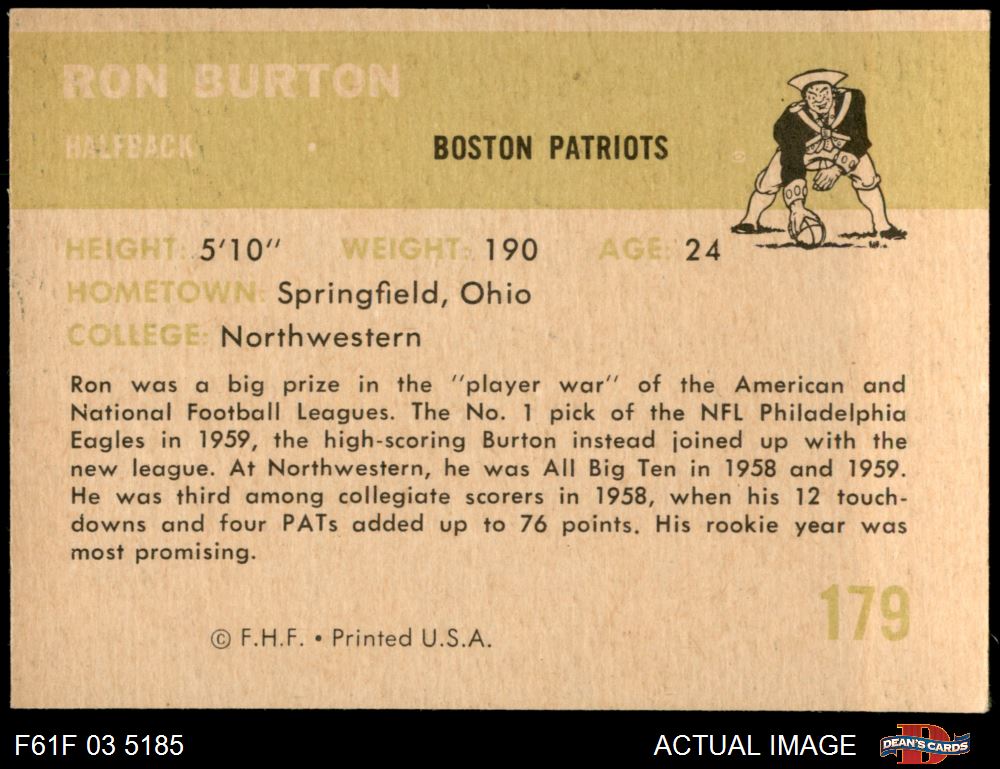 RON BURTON
HALFBACK
BOSTON PATRIOTS
HEIGHT: 5'10" WEIGHT: 190 AGE: 24
HOMETOWN: Springfield, Ohio
COLLEGE: Northwestern
Ron was a big prize in the "player war" of the American and
National Football Leagues. The No. 1 pick of the NFL Philadelphia
Eagles in 1959, the high-scoring Burton instead joined up with the
new league. At Northwestern, he was All Big Ten in 1958 and 1959.
He was third among collegiate scorers in 1958, when his 12 touch-
downs and four PATs added up to 76 points. His rookie year was
most promising.
179
© F.H.F. • Printed U.S.A.
F61F 03 5185
ACTUAL IMAGE
DEAN'S CARDS